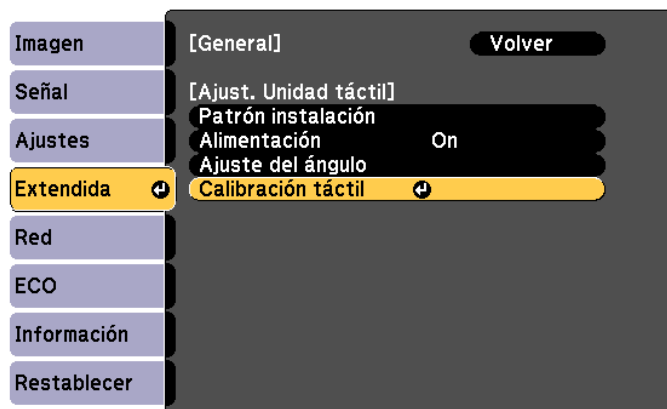 Imagen
Señal
Ajustes
Extendida
Red
ECO
Información
Restablecer
[General] Volver
[Ajust. Unidad táctil]
Patrón instalación
Alimentación On
Ajuste del ángulo
Calibración táctil